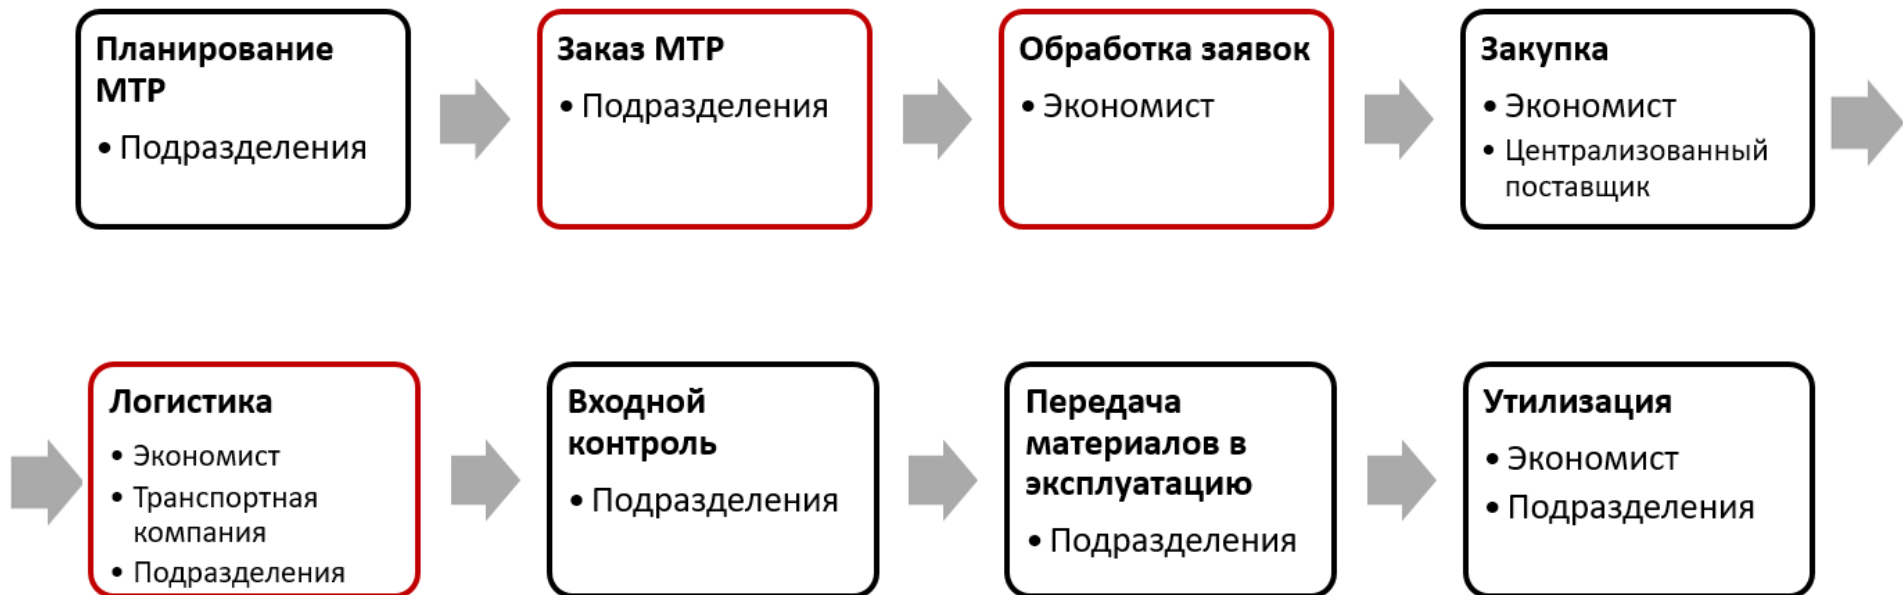 Планирование
МТР
• Подразделения
Заказ МТР
• Подразделения
Обработка заявок
• Экономист
Закупка
• Экономист
• Централизованный
поставщик
Логистика
• Экономист
• Транспортная
компания
• Подразделения
Входной
контроль
• Подразделения
Передача
материалов в
эксплуатацию
• Подразделения
Утилизация
• Экономист
• Подразделения